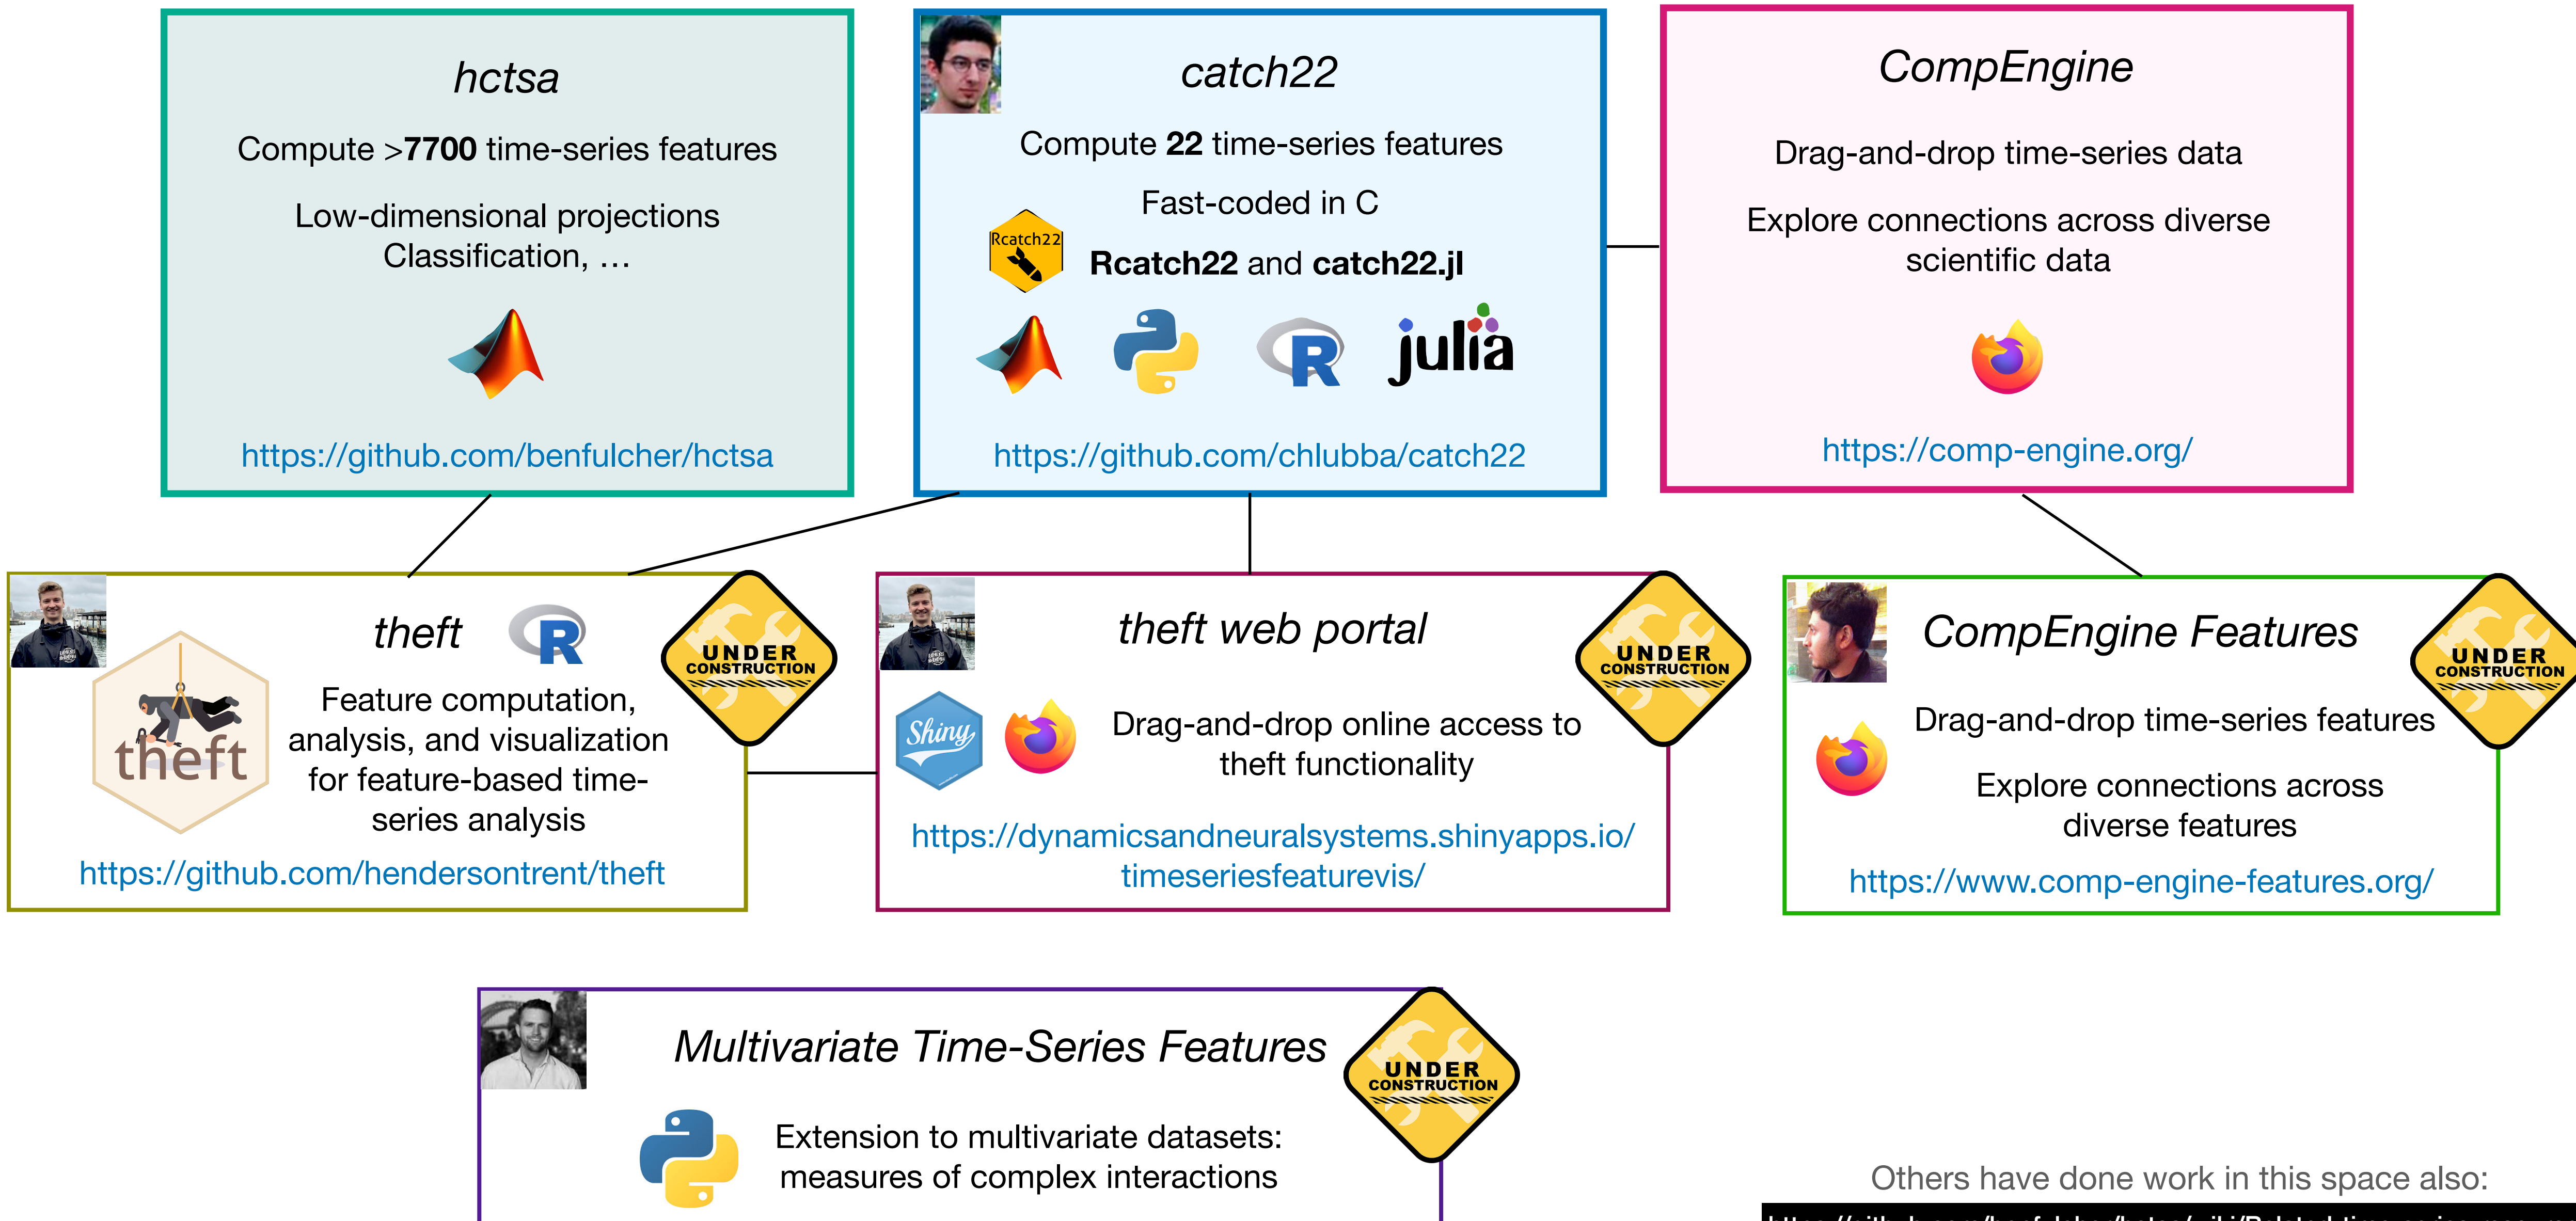 hctsa
Compute >7700 time-series features
Low-dimensional projections
Classification, …
https://github.com/benfulcher/hctsa
catch22
Compute 22 time-series features
Fast-coded in C
Rcatch22
Rcatch22 and catch22.jl
R
julia
https://github.com/chlubba/catch22
CompEngine
Drag-and-drop time-series data
Explore connections across diverse
scientific data
https://comp-engine.org/
theft
R
UNDER
CONSTRUCTION
theft
Feature computation,
analysis, and visualization
for feature-based time-
series analysis
https://github.com/hendersontrent/theft
theft web portal
UNDER
CONSTRUCTION
Shiny
Drag-and-drop online access to
theft functionality
https://dynamicsandneuralsystems.shinyapps.io/
timeseriesfeaturevis/
CompEngine Features
UNDER
CONSTRUCTION
Drag-and-drop time-series features
Explore connections across
diverse features
https://www.comp-engine-features.org/
Multivariate Time-Series Features
UNDER
CONSTRUCTION
Extension to multivariate datasets:
measures of complex interactions
Others have done work in this space also: